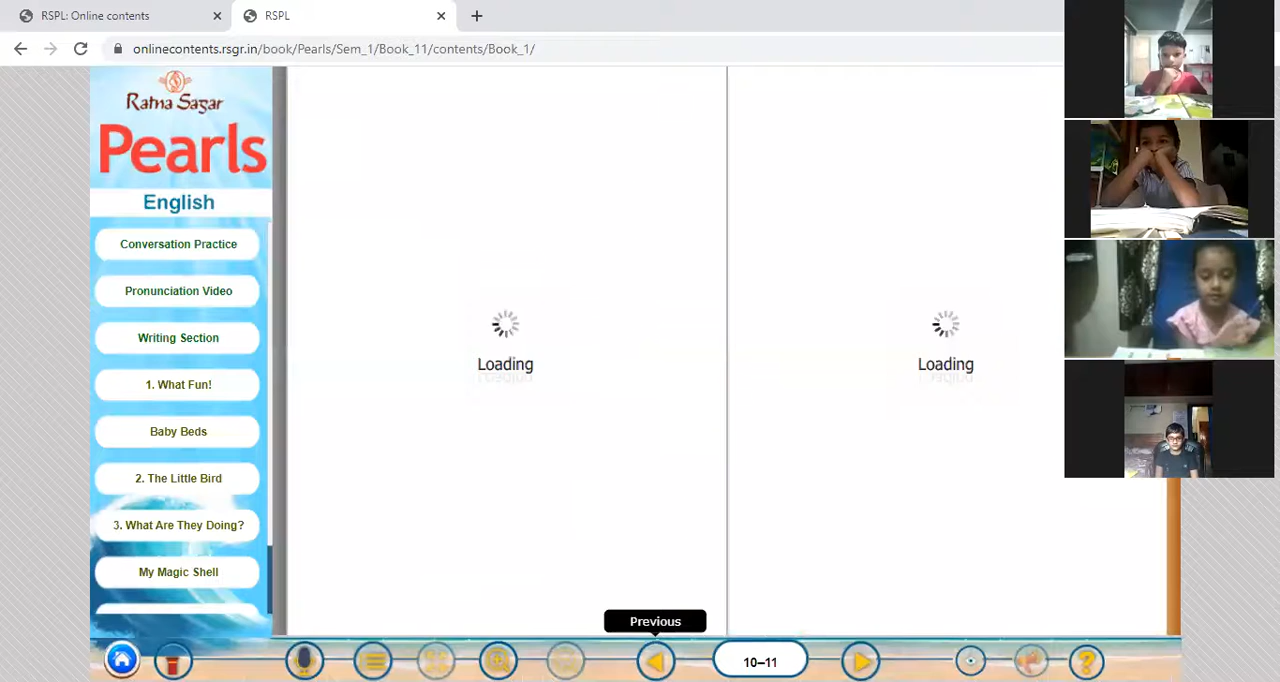 RSPL: Online contents
RSPL
onlinecontents.rsgr.in/book/Pearls/Sem_1/Book_11/contents/Book_1/
Ratna Sagar
Pearls
English
Conversation Practice
Pronunciation Video
Writing Section
1. What Fun!
Baby Beds
2. The Little Bird
3. What Are They Doing?
My Magic Shell
Loading
Loading
Previous
10–11
?